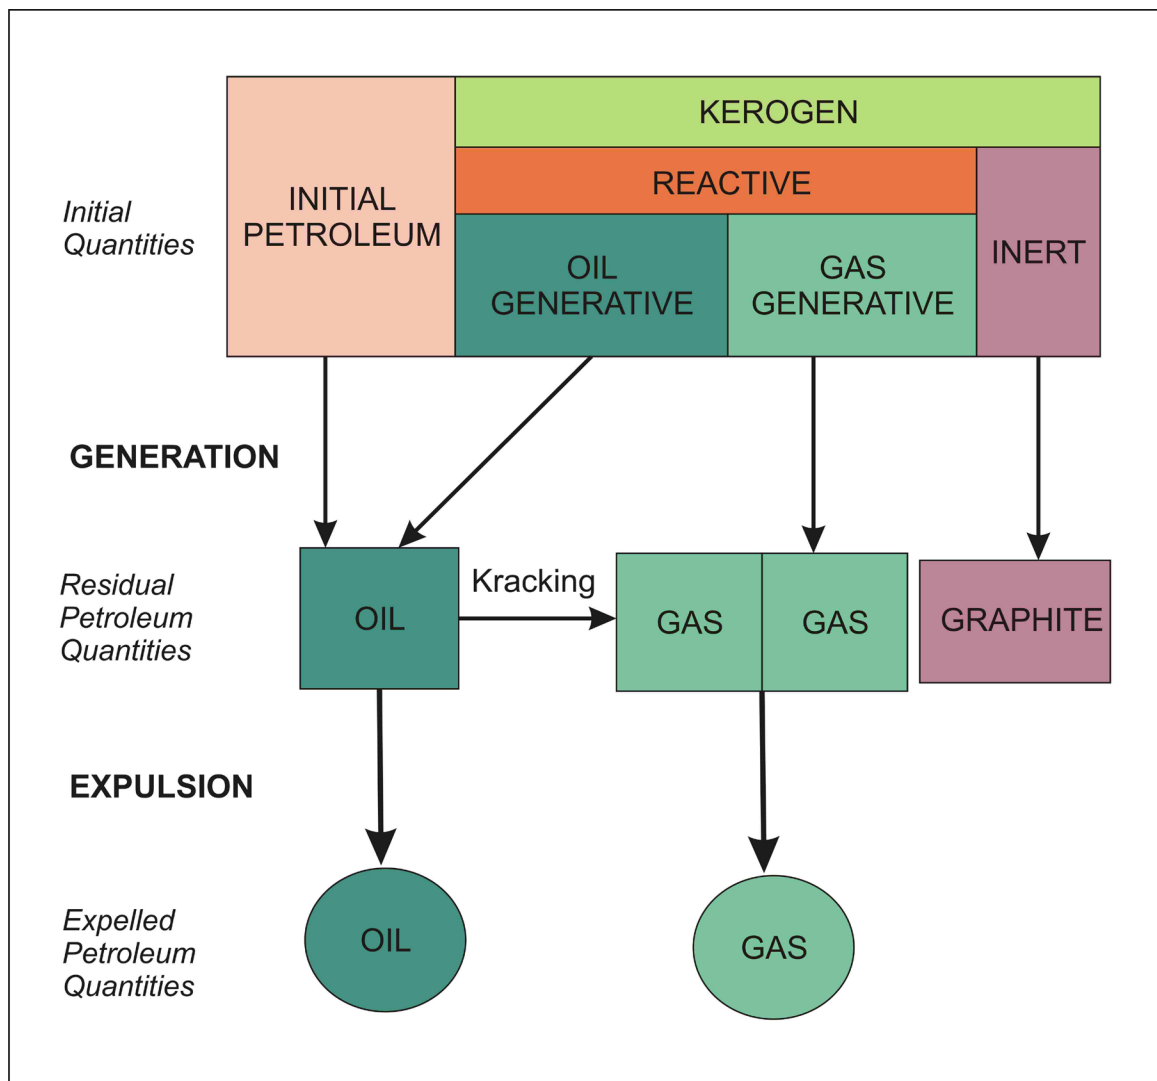 KEROGEN
REACTIVE
INITIAL
PETROLEUM
Initial
Quantities
INERT
OIL
GENERATIVE
GAS
GENERATIVE
GENERATION
Residual
Petroleum
Quantities
OIL
Kracking
GAS
GAS
GRAPHITE
EXPULSION
Expelled
Petroleum
Quantities
OIL
GAS